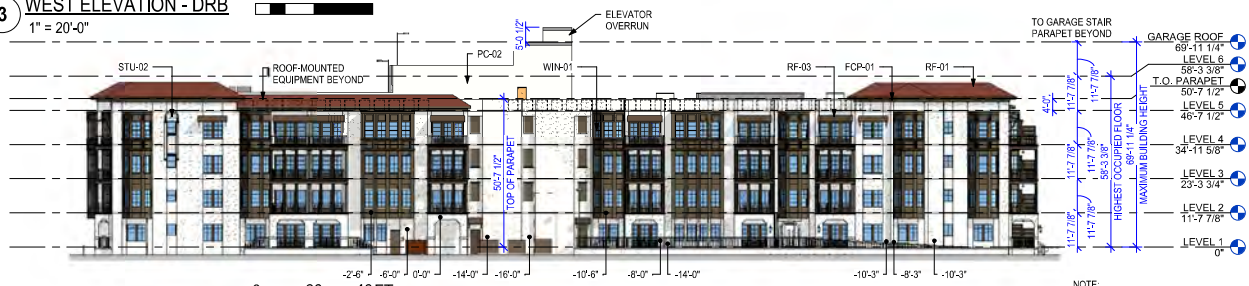 3 WEST ELEVATION - DRB
1" = 20'-0"
ELEVATOR
OVERRUN
5'-0 1/2"
TO GARAGE STAIR
PARAPET BEYOND
GARAGE ROOF
69'-11 1/4"
LEVEL 6
58'-3 3/8"
T.O. PARAPET
50'-7 1/2"
LEVEL 5
46'-7 1/2"
LEVEL 4
34'-11 5/8"
LEVEL 3
23'-3 3/4"
LEVEL 2
11'-7 7/8"
LEVEL 1
0"
STU-02
ROOF-MOUNTED
EQUIPMENT BEYOND
PC-02
WIN-01
RF-03
FCP-01
RF-01
50'-7 1/2"
TOP OF PARAPET
4'-0"
11'-7 7/8"
11'-7 7/8"
11'-7 7/8"
11'-7 7/8"
11'-7 7/8"
11'-7 7/8"
58'-3 3/8"
HIGHEST OCCUPIED FLOOR
69'-11 1/4"
MAXIMUM BUILDING HEIGHT
-2'-6" -6'-0" 0'-0" -14'-0" -16'-0" -10'-6" -8'-0" -14'-0" -10'-3" -8'-3" -10'-3"
NOTE: